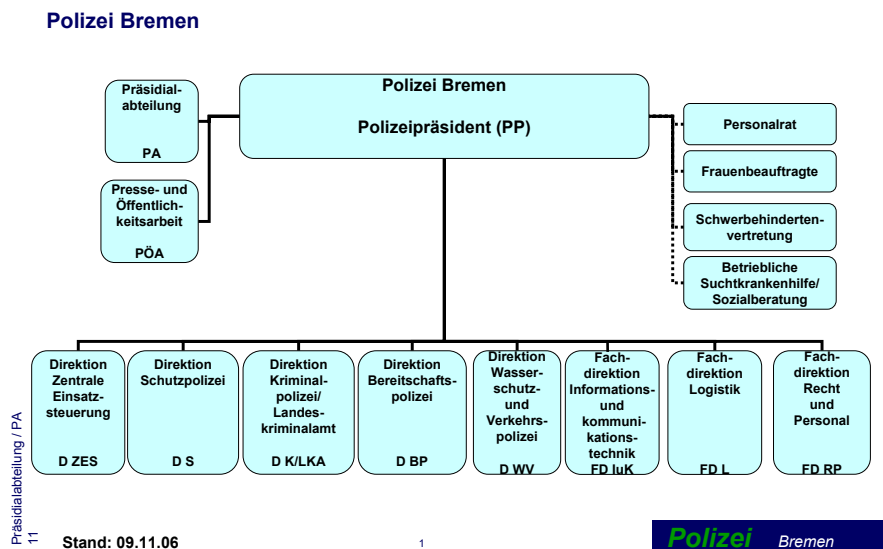 Polizei Bremen
Polizei Bremen
Polizeipräsident (PP)
Präsidial-
abteilung
PA
Presse- und
Öffentlich-
keitsarbeit
PÖA
Personalrat
Frauenbeauftragte
Schwerbehinderten-
vertretung
Betriebliche
Suchtkrankenhilfe/
Sozialberatung
Direktion
Zentrale
Einsatz-
steuerung
D ZES
Direktion
Schutzpolizei
D S
Direktion
Kriminal-
polizei/
Landes-
kriminalamt
D K/LKA
Direktion
Bereitschafts-
polizei
D BP
Direktion
Wasser-
schutz-
und
Verkehrs-
polizei
D WV
Fach-
direktion
Informations-
und
kommuni-
kations-
technik
FD IuK
Fach-
direktion
Logistik
FD L
Fach-
direktion
Recht
und
Personal
FD RP
Präsidialabteilung / PA
11
Stand: 09.11.06
1
Polizei Bremen